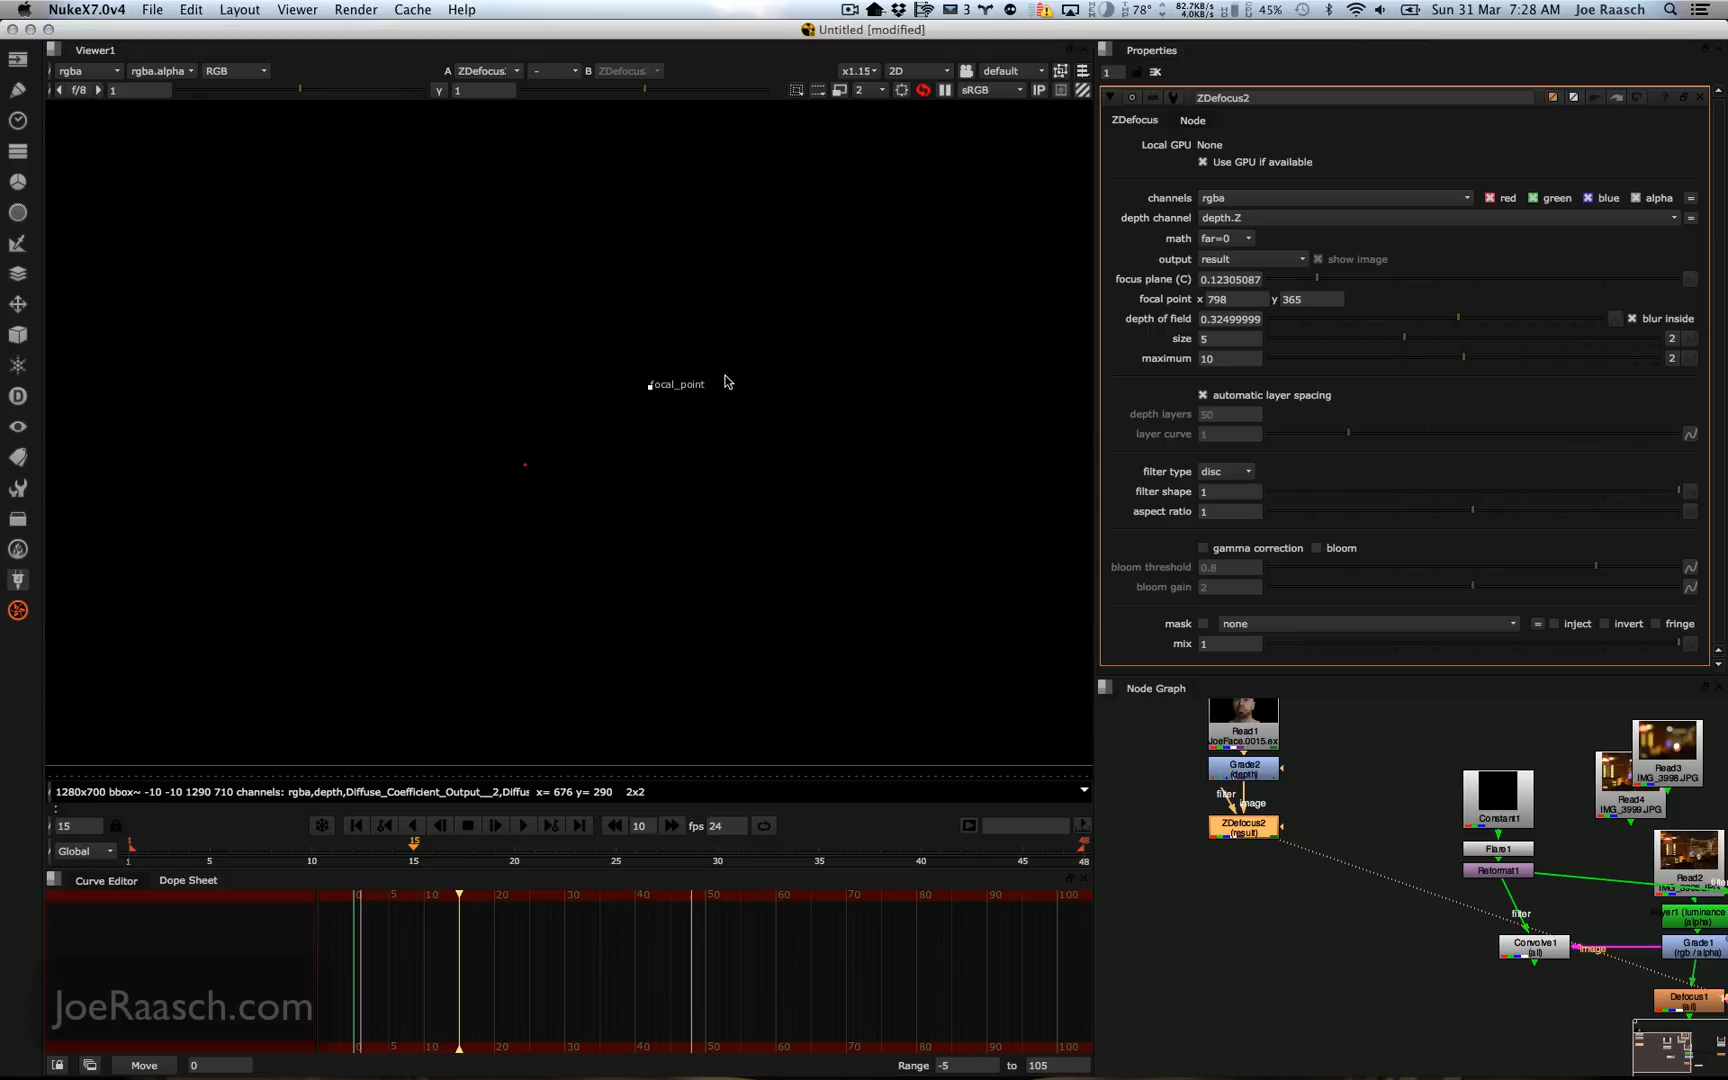 NukeX7.0v4 File Edit Layout Viewer Render Cache Help
3 78° 82.7KB/s 4.0KB/s 45% Sun 31 Mar 7:28 AM Joe Raasch
Untitled [modified]
Viewer1
rgba rgba.alpha RGB A ZDefocus: - B ZDefocus: x1.15 2D default
f/8 1 γ 1 2 sRGB IP
focal_point
1280x700 bbox~ -10 -10 1290 710 channels: rgba,depth,Diffuse_Coefficient_Output__2,Diffus x= 676 y= 290 2x2
15 10 fps 24
Global 1 15 48
1 5 10 15 20 25 30 35 40 45 48
Curve Editor Dope Sheet
0 5 10 20 30 40 50 60 70 80 90 100
JoeRaasch.com
0 5 10 20 30 40 50 60 70 80 90 100
Move 0 Range -5 to 105
Properties
1
ZDefocus2
ZDefocus Node
Local GPU None
Use GPU if available
channels rgba red green blue alpha =
depth channel depth.Z =
math far=0
output result show image
focus plane (C) 0.12305087
focal point x 798 y 365
depth of field 0.32499999 blur inside
size 5 2
maximum 10 2
automatic layer spacing
depth layers 50
layer curve 1
filter type disc
filter shape 1
aspect ratio 1
gamma correction bloom
bloom threshold 0.8
bloom gain 2
mask none = inject invert fringe
mix 1
Node Graph
Read1
JoeFace.0015.ex
Grade2
(depth)
filter
image
ZDefocus2
(result)
Read3
IMG_3998.JPG
Read4
IMG_3999.JPG
Constant1
Flare1
Reformat1
Read2
filter
(luminance
(alpha)
filter
Convolve1
(all)
image
Grade1
(rgb / alpha)
Defocus1
(all)